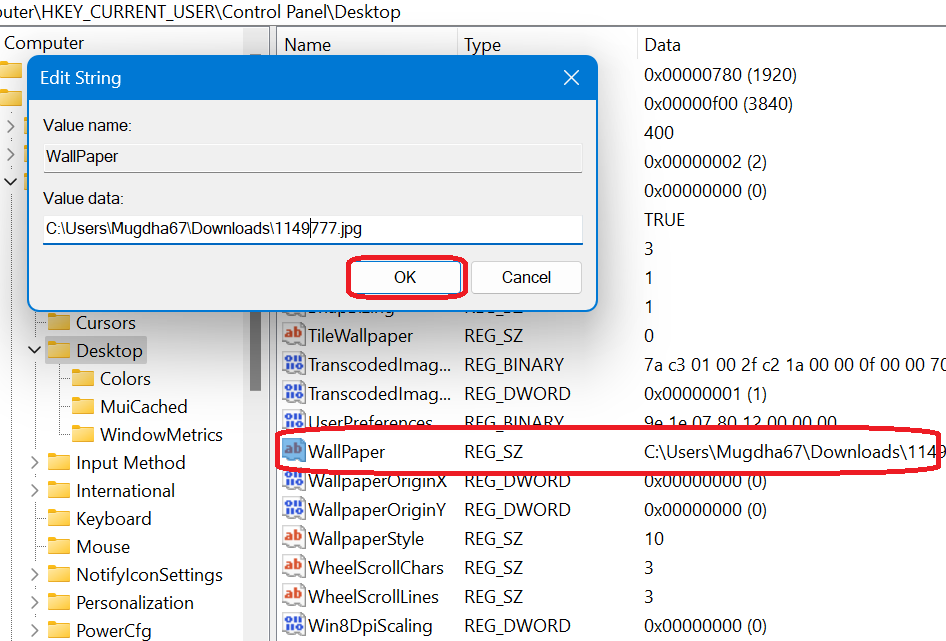 uter\HKEY_CURRENT_USER\Control Panel\Desktop
Computer
Name Type Data
0x00000780 (1920)
0x00000f00 (3840)
400
0x00000002 (2)
0x00000000 (0)
TRUE
3
1
1
Edit String
Value name:
WallPaper
Value data:
C:\Users\Mugdha67\Downloads\1149777.jpg
OK Cancel
Cursors
Desktop
Colors
MuiCached
WindowMetrics
Input Method
International
Keyboard
Mouse
NotifyIconSettings
Personalization
PowerCfg
TileWallpaper REG_SZ 0
TranscodedImag... REG_BINARY 7a c3 01 00 2f c2 1a 00 00 0f 00 00 70
TranscodedImag... REG_DWORD 0x00000001 (1)
UserPreferences REG_BINARY 9e 1e 07 80 12 00 00 00
WallPaper REG_SZ C:\Users\Mugdha67\Downloads\1149
WallpaperOriginX REG_DWORD 0x00000000 (0)
WallpaperOriginY REG_DWORD 0x00000000 (0)
WallpaperStyle REG_SZ 10
WheelScrollChars REG_SZ 3
WheelScrollLines REG_SZ 3
Win8DpiScaling REG_DWORD 0x00000000 (0)